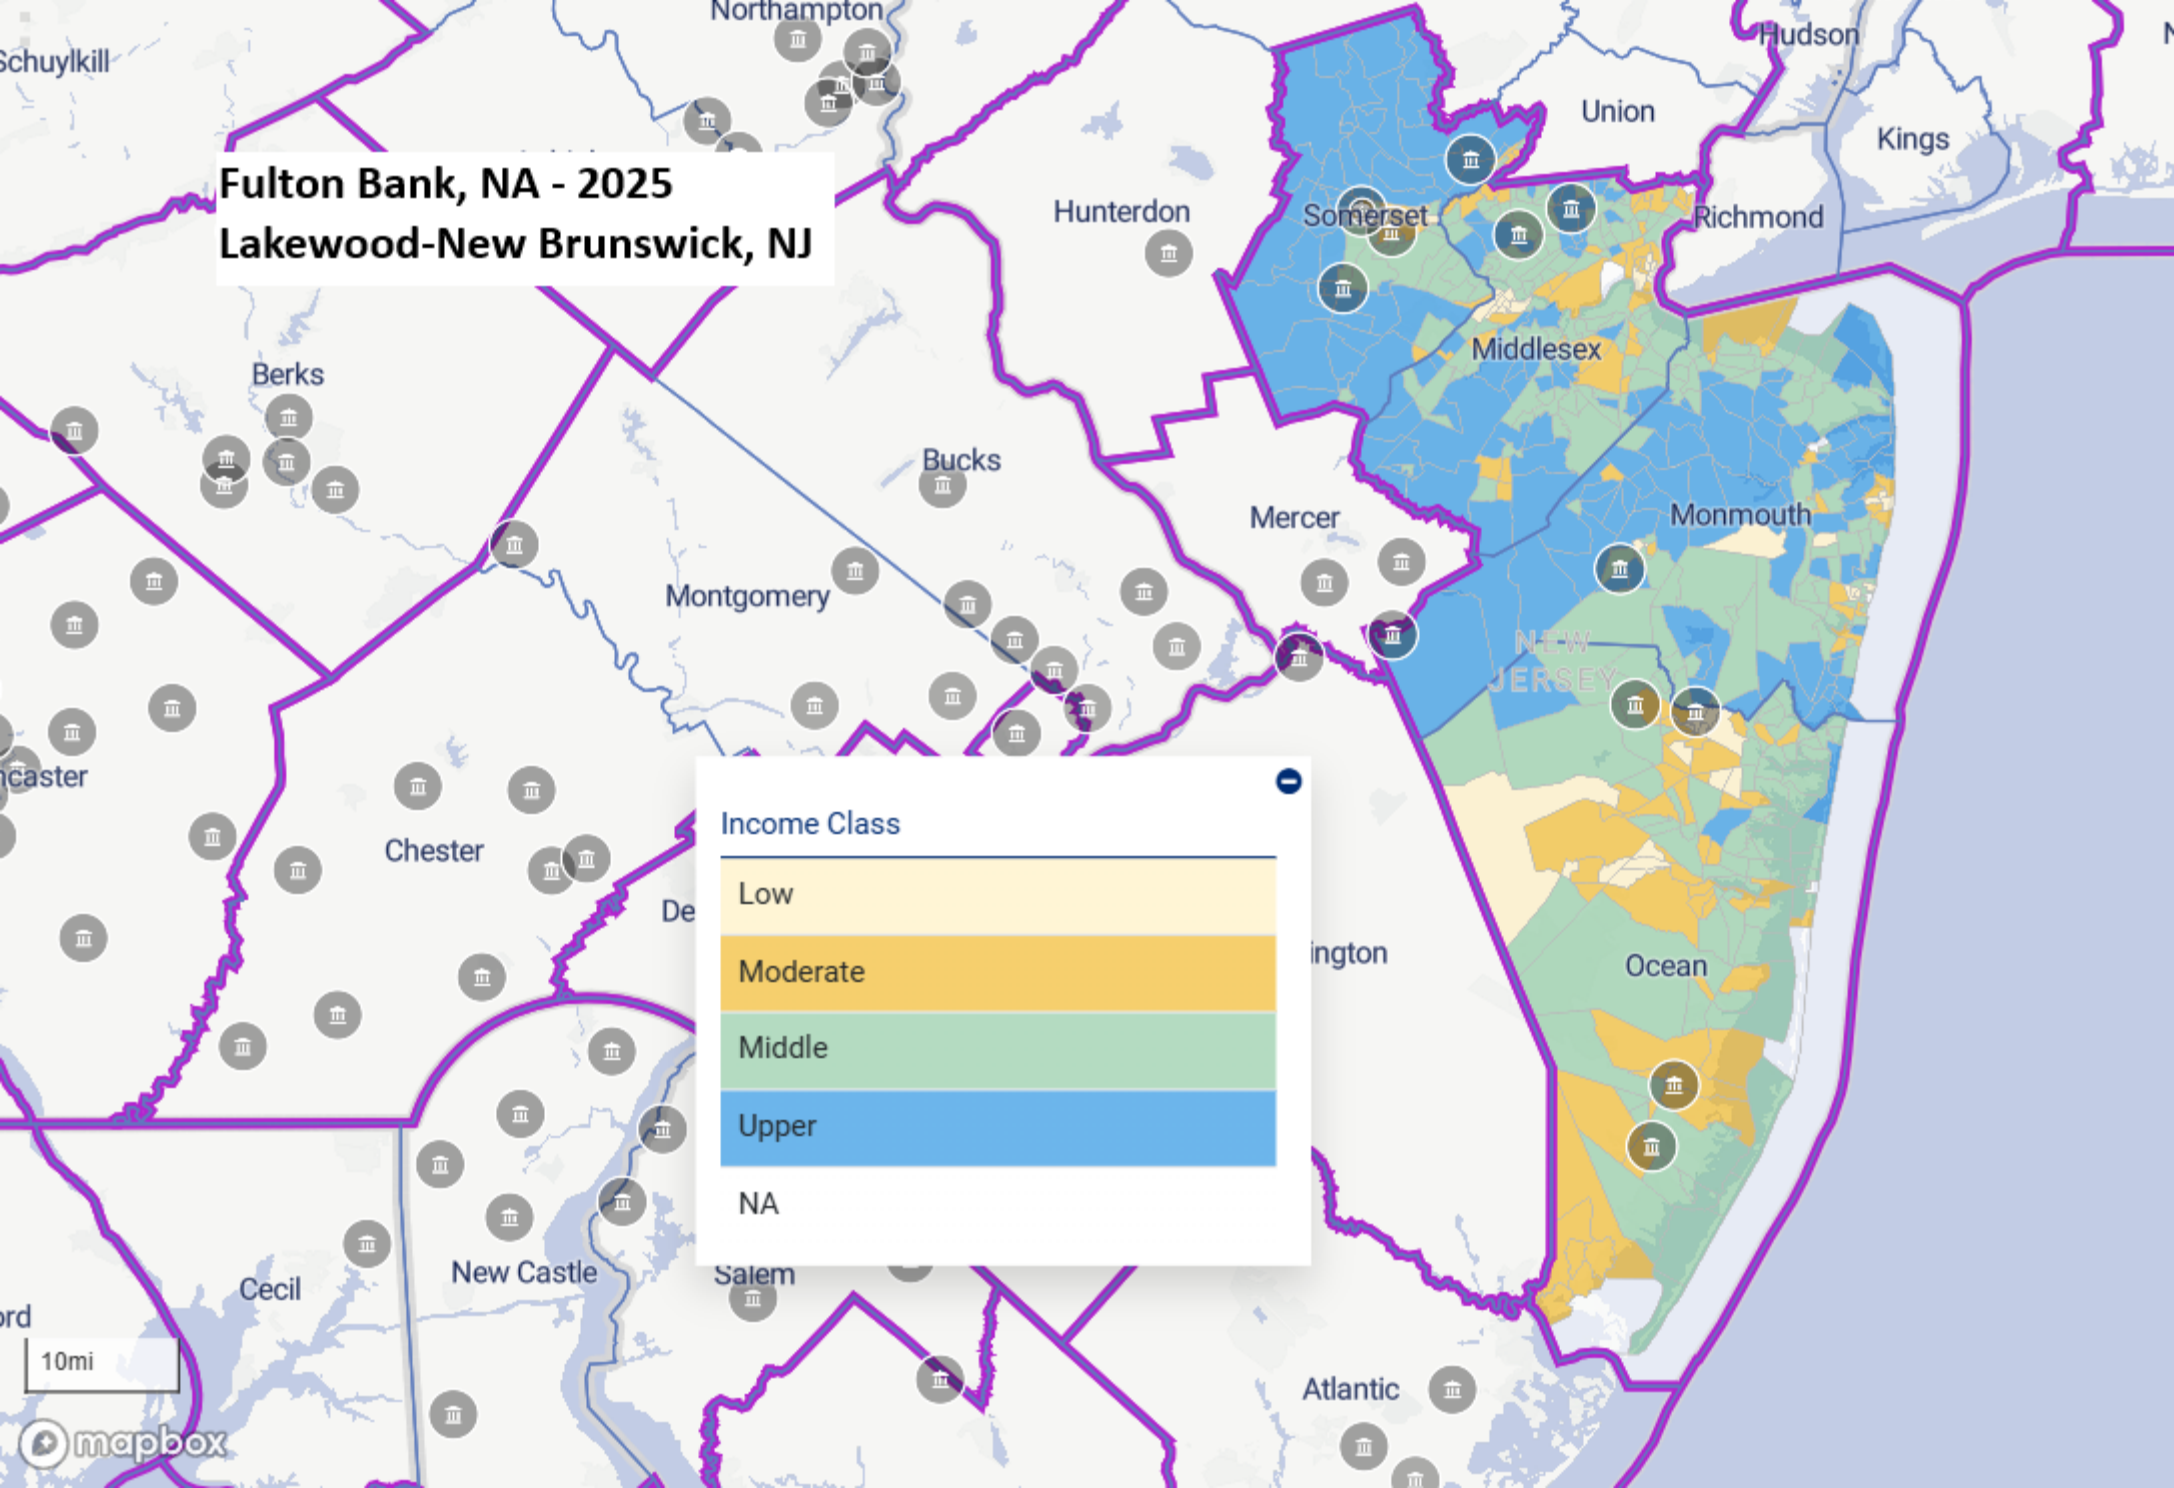 Northampton
Hudson
Schuylkill
Union
Kings
Fulton Bank, NA - 2025
Lakewood-New Brunswick, NJ
Hunterdon
Somerset
Richmond
Middlesex
Berks
Bucks
Mercer
Monmouth
Montgomery
NEW
JERSEY
ncaster
Chester
Income Class
Low
De
Moderate
ington
Ocean
Middle
Upper
NA
New Castle
Salem
Cecil
ord
10mi
Atlantic
mapbox